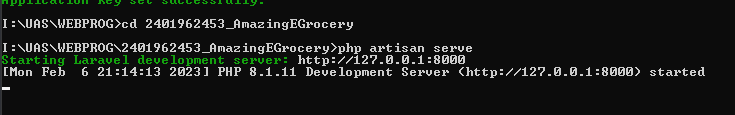 Application key set successfully.
I:\UAS\WEBPROG>cd 2401962453_AmazingEGrocery
I:\UAS\WEBPROG\2401962453_AmazingEGrocery>php artisan serve
Starting Laravel development server: http://127.0.0.1:8000
[Mon Feb  6 21:14:13 2023] PHP 8.1.11 Development Server (http://127.0.0.1:8000) started